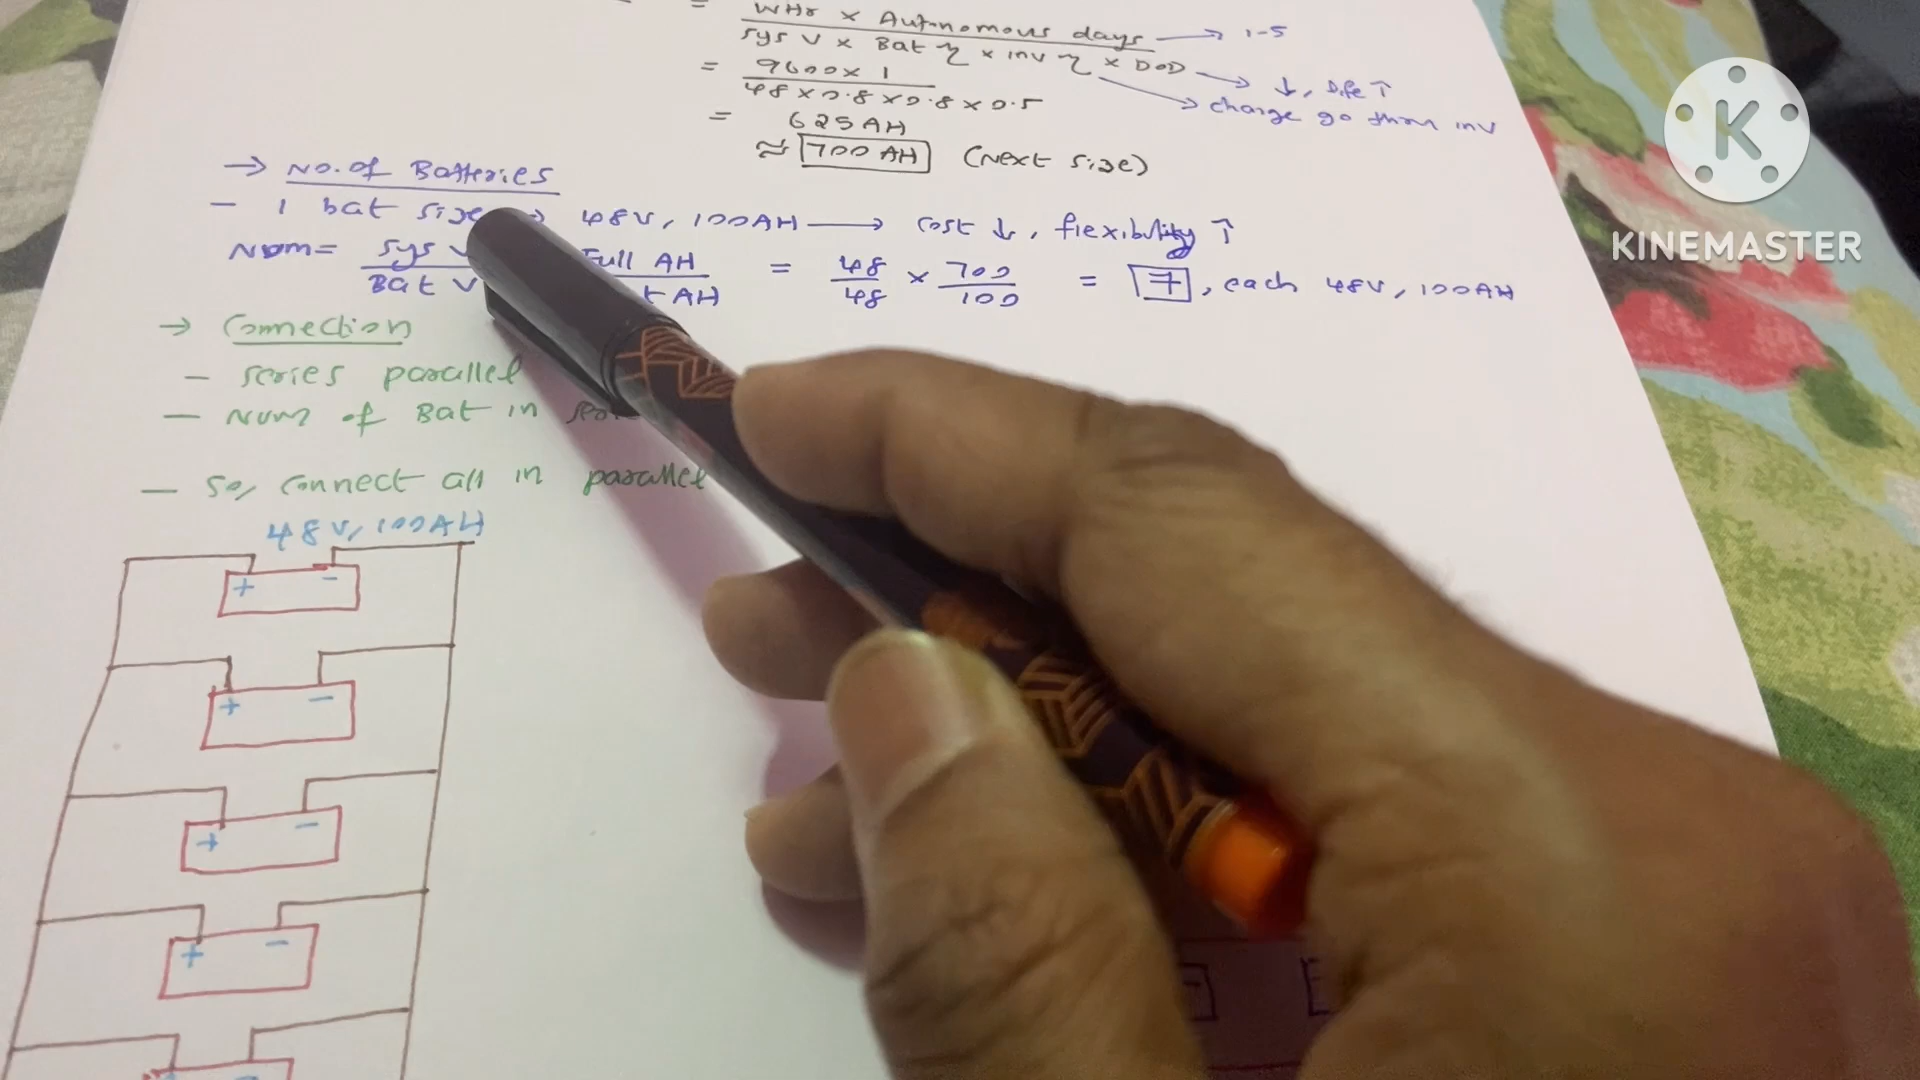 =
WHr x Autonomous days → 1-5
Sys V x Bat η x inv η x DOD → ↓, life ↑
= 9600 x 1
48 x 0.8 x 0.8 x 0.5
→ charge go them inv
= 625 AH
≈ 700 AH (Next size)
→ No. of Batteries
- 1 bat size → 48V, 100AH → cost ↓, flexibility ↑
Num = Sys V Full AH = 48 x 700 = 7, each 48V, 100AH
Bat V t AH 48 100
→ Connection
- series parallel
- Num of Bat in
- So, connect all in parallel
48 V, 100AH
+ -
+ -
+ -
+ -
K
KINEMASTER